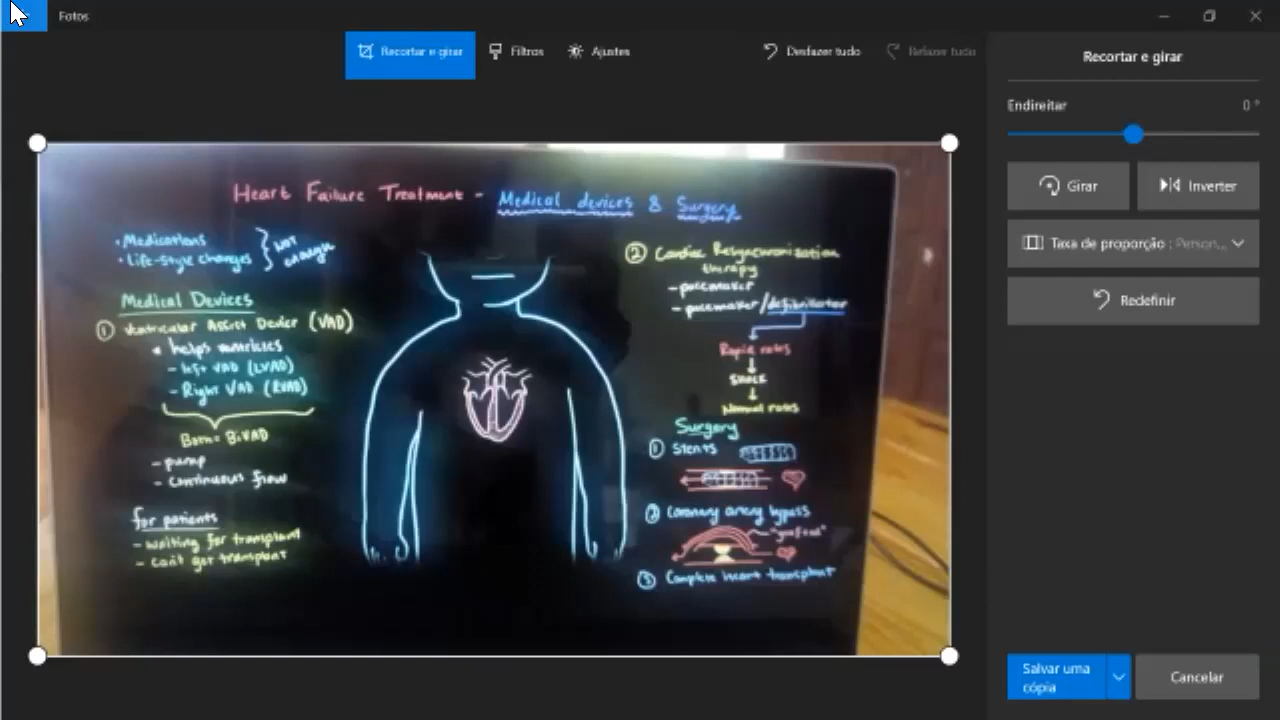 Fotos
Recortar e girar
Filtros
Ajustes
Desfazer tudo
Refazer tudo
Recortar e girar
Endireitar
0 °
Girar
Inverter
Taxa de proporção : Person...
Redefinir
Salvar uma
cópia
Cancelar
Heart Failure Treatment - Medical devices & Surgery
• Medications
• Life-style changes
NOT
enough
Medical Devices
① Ventricular Assist Device (VAD)
• helps ventricles
- left VAD (LVAD)
- Right VAD (RVAD)
Both = BiVAD
- pump
- continuous flow
for patients
- waiting for transplant
- can't get transplant
② Cardiac Resynchronization
therapy
- pacemaker
- pacemaker/defibrillator
Rapid rates
↓
Shock
↓
Normal rates
Surgery
① Stents
② Coronary artery bypass
"grafted"
③ Complete heart transplant